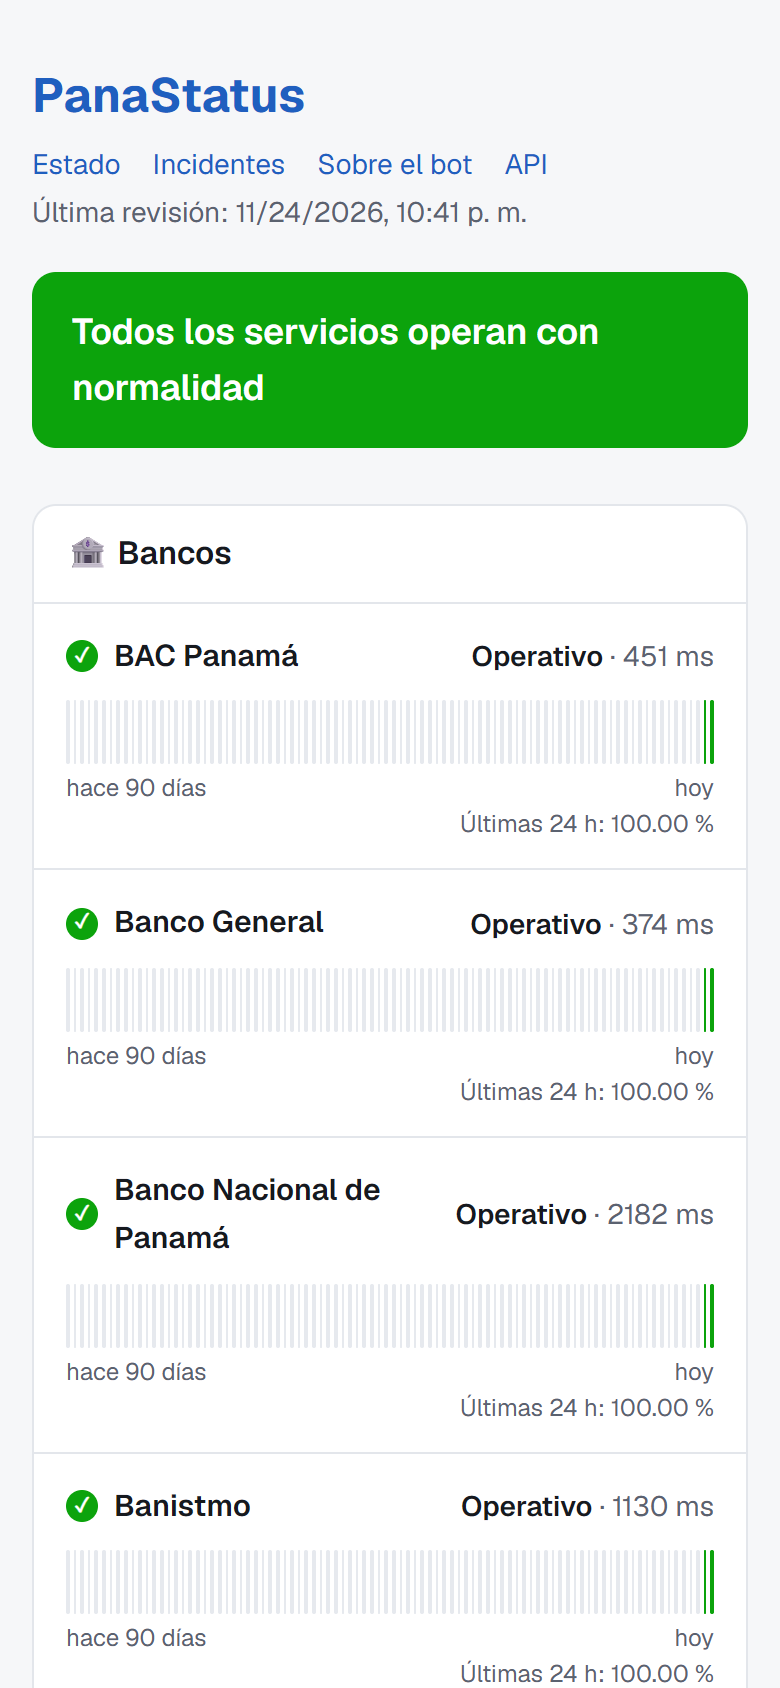 PanaStatus
Estado Incidentes Sobre el bot API
Última revisión: 11/24/2026, 10:41 p. m.
Todos los servicios operan con
normalidad
Bancos
BAC Panamá Operativo · 451 ms
hace 90 días hoy
Últimas 24 h: 100.00 %
Banco General Operativo · 374 ms
hace 90 días hoy
Últimas 24 h: 100.00 %
Banco Nacional de
Panamá Operativo · 2182 ms
hace 90 días hoy
Últimas 24 h: 100.00 %
Banistmo Operativo · 1130 ms
hace 90 días hoy
Últimas 24 h: 100.00 %